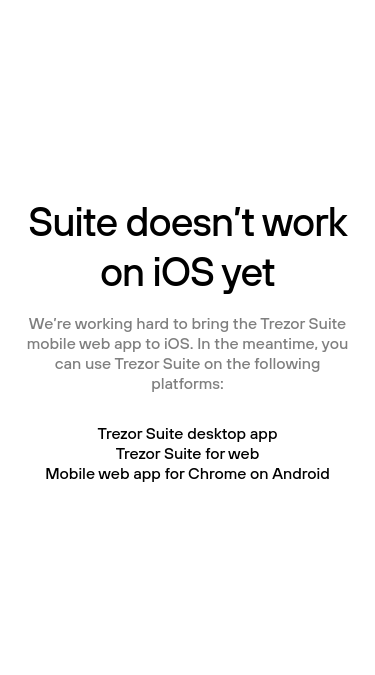 Suite doesn’t work
on iOS yet
We’re working hard to bring the Trezor Suite
mobile web app to iOS. In the meantime, you
can use Trezor Suite on the following
platforms:
Trezor Suite desktop app
Trezor Suite for web
Mobile web app for Chrome on Android